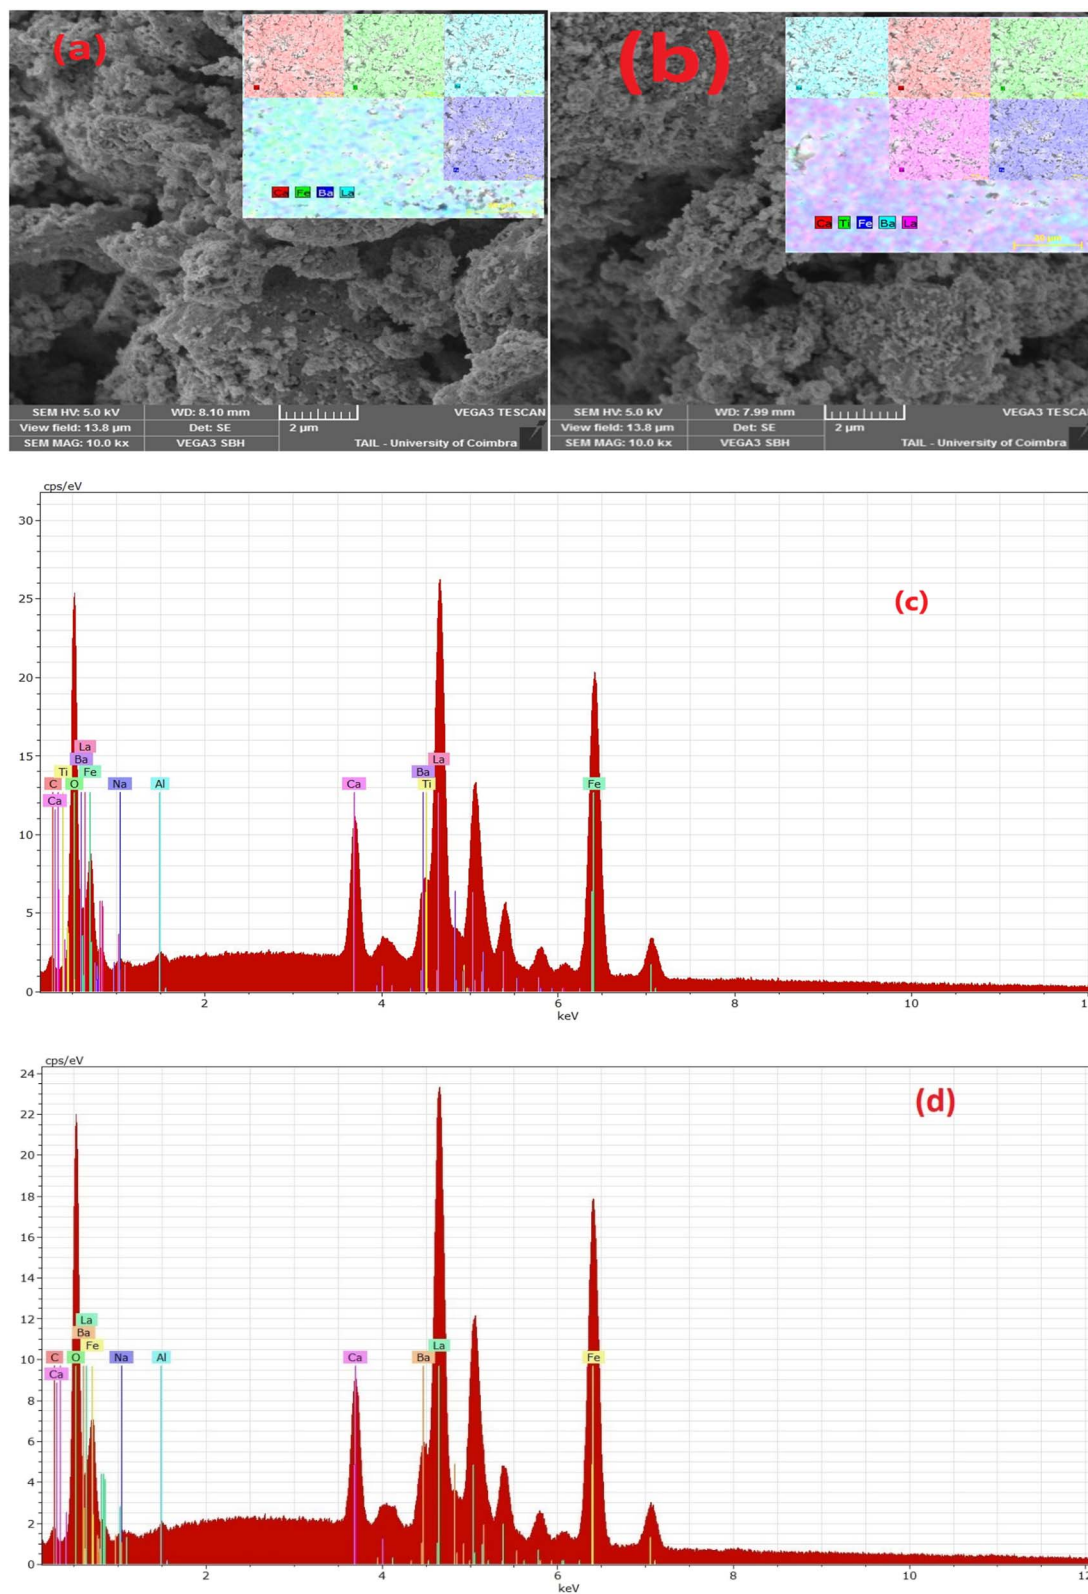 (a)
Ca Fe Ba La
SEM HV: 5.0 kV WD: 8.10 mm VEGA3 TESCAN
View field: 13.8 µm Det: SE 2 µm
SEM MAG: 10.0 kx VEGA3 SBH TAIL - University of Coimbra
(b)
Ca Ti Fe Ba La
SEM HV: 5.0 kV WD: 7.99 mm VEGA3 TESCAN
View field: 13.8 µm Det: SE 2 µm
SEM MAG: 10.0 kx VEGA3 SBH TAIL - University of Coimbra
cps/eV
(c)
30
25
20
15
10
5
0
La
Ba
Ti Fe
C O Na Al
Ca
Ca
Ba La
Ti
Fe
2 4 6 8 10
keV
cps/eV
(d)
24
22
20
18
16
14
12
10
8
6
4
2
0
La
Ba
Fe
C O Na Al
Ca
Ca
Ba La
Fe
2 4 6 8 10
keV